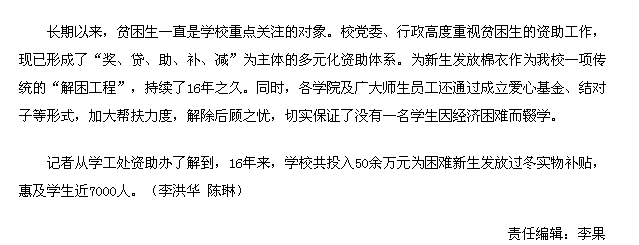 长期以来，贫困生一直是学校重点关注的对象。校党委、行政高度重视贫困生的资助工作，
现已形成了“奖、贷、助、补、减”为主体的多元化资助体系。为新生发放棉衣作为我校一项传
统的“解困工程”，持续了16年之久。同时，各学院及广大师生员工还通过成立爱心基金、结对
子等形式，加大帮扶力度，解除后顾之忧，切实保证了没有一名学生因经济困难而辍学。
记者从学工处资助办了解到，16年来，学校共投入50余万元为困难新生发放过冬实物补贴，
惠及学生近7000人。（李洪华 陈琳）
责任编辑：李果